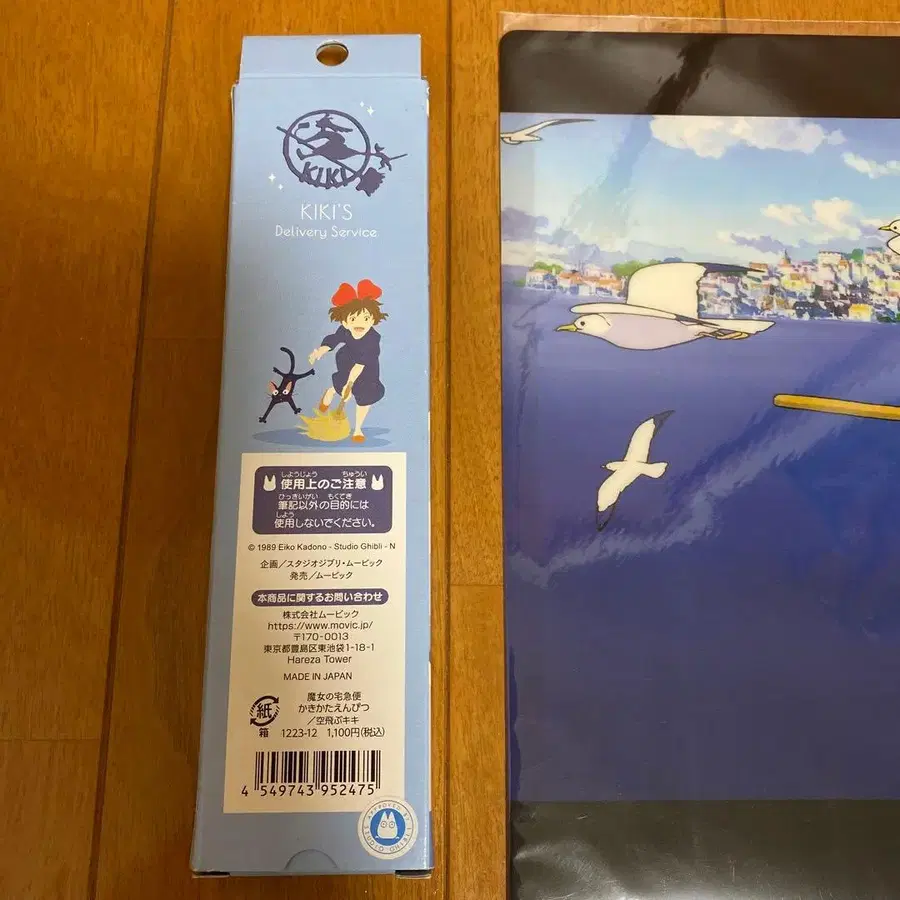 KIKI
KIKI'S
Delivery Service
しようじょう ちゅうい
使用上のご注意
ひっきいがい もくてき
筆記以外の目的には
しよう
使用しないでください。
© 1989 Eiko Kadono - Studio Ghibli - N
企画／スタジオジブリ・ムービック
発売／ムービック
本商品に関するお問い合わせ
株式会社ムービック
https://www.movic.jp/
〒170-0013
東京都豊島区東池袋1-18-1
Hareza Tower
MADE IN JAPAN
紙
箱
魔女の宅急便
かきかたえんぴつ
／空飛ぶキキ
1223-12 1,100円(税込)
4 549743 952475
APPROVED BY STUDIO GHIBLI